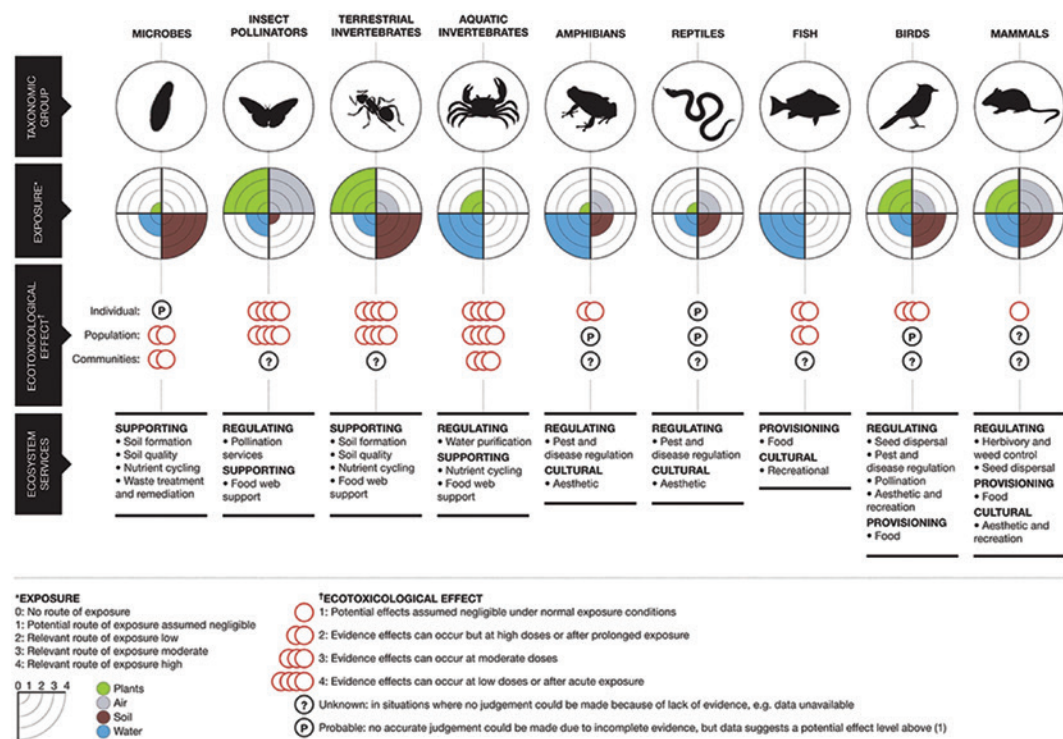 MICROBES
INSECT
POLLINATORS
TERRESTRIAL
INVERTEBRATES
AQUATIC
INVERTEBRATES
AMPHIBIANS
REPTILES
FISH
BIRDS
MAMMALS
TAXONOMIC
GROUP
EXPOSURE*
ECOTOXICOLOGICAL
EFFECT†
Individual:
P
P
Population:
P
P
P
?
Communities:
?
?
?
?
?
?
?
ECOSYSTEM
SERVICES
SUPPORTING
• Soil formation
• Soil quality
• Nutrient cycling
• Waste treatment
and remediation
REGULATING
• Pollination
services
SUPPORTING
• Food web
support
SUPPORTING
• Soil formation
• Soil quality
• Nutrient cycling
• Food web
support
REGULATING
• Water purification
SUPPORTING
• Nutrient cycling
• Food web
support
REGULATING
• Pest and
disease regulation
CULTURAL
• Aesthetic
REGULATING
• Pest and
disease regulation
CULTURAL
• Aesthetic
PROVISIONING
• Food
CULTURAL
• Recreational
REGULATING
• Seed dispersal
• Pest and
disease regulation
• Pollination
• Aesthetic and
recreation
PROVISIONING
• Food
REGULATING
• Herbivory and
weed control
• Seed dispersal
PROVISIONING
• Food
CULTURAL
• Aesthetic and
recreation
*EXPOSURE
0: No route of exposure
1: Potential route of exposure assumed negligible
2: Relevant route of exposure low
3: Relevant route of exposure moderate
4: Relevant route of exposure high
0 1 2 3 4
Plants
Air
Soil
Water
†ECOTOXICOLOGICAL EFFECT
1: Potential effects assumed negligible under normal exposure conditions
2: Evidence effects can occur but at high doses or after prolonged exposure
3: Evidence effects can occur at moderate doses
4: Evidence effects can occur at low doses or after acute exposure
? Unknown: in situations where no judgement could be made because of lack of evidence, e.g. data unavailable
P Probable: no accurate judgement could be made due to incomplete evidence, but data suggests a potential effect level above (1)